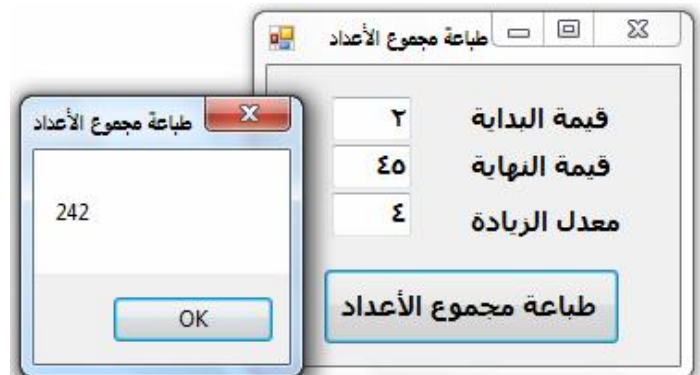 طباعة مجموع الأعداد
قيمة البداية ٢
قيمة النهاية ٤٥
معدل الزيادة ٤
طباعة مجموع الأعداد
طباعة مجموع الأعداد
242
OK